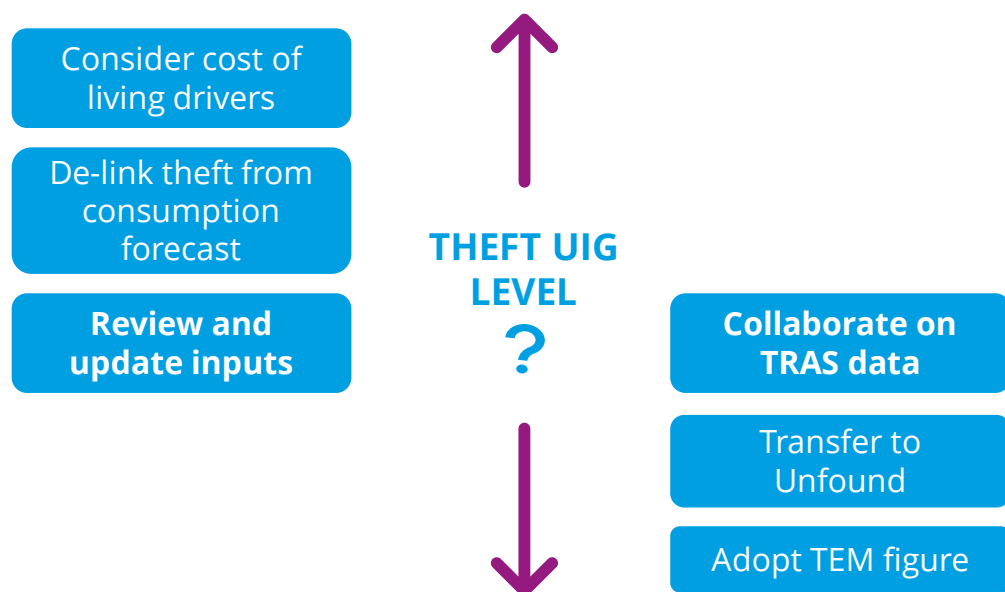 Consider cost of
living drivers
De-link theft from
consumption
forecast
Review and
update inputs
THEFT UIG
LEVEL
?
Collaborate on
TRAS data
Transfer to
Unfound
Adopt TEM figure